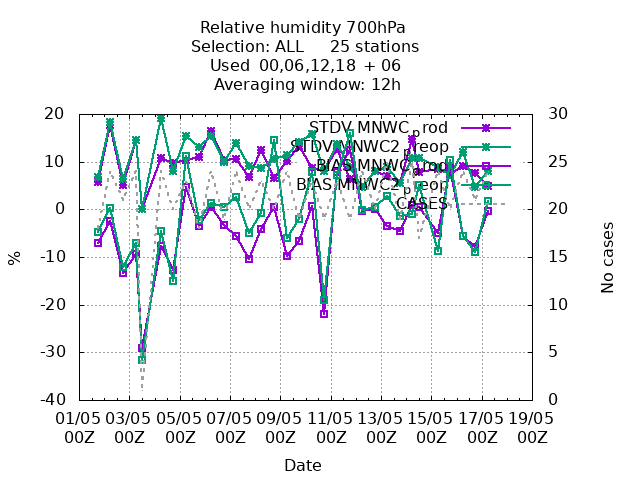 Relative humidity 700hPa
Selection: ALL 25 stations
Used 00,06,12,18 + 06
Averaging window: 12h
STDV MNWC_prod
STDV MNWC2_preop
BIAS MNWC_prod
BIAS MNWC2_preop
CASES
20
10
0
-10
-20
-30
-40
30
25
20
15
10
5
0
%
No cases
01/05 03/05 05/05 07/05 09/05 11/05 13/05 15/05 17/05 19/05
00Z 00Z 00Z 00Z 00Z 00Z 00Z 00Z 00Z 00Z
Date